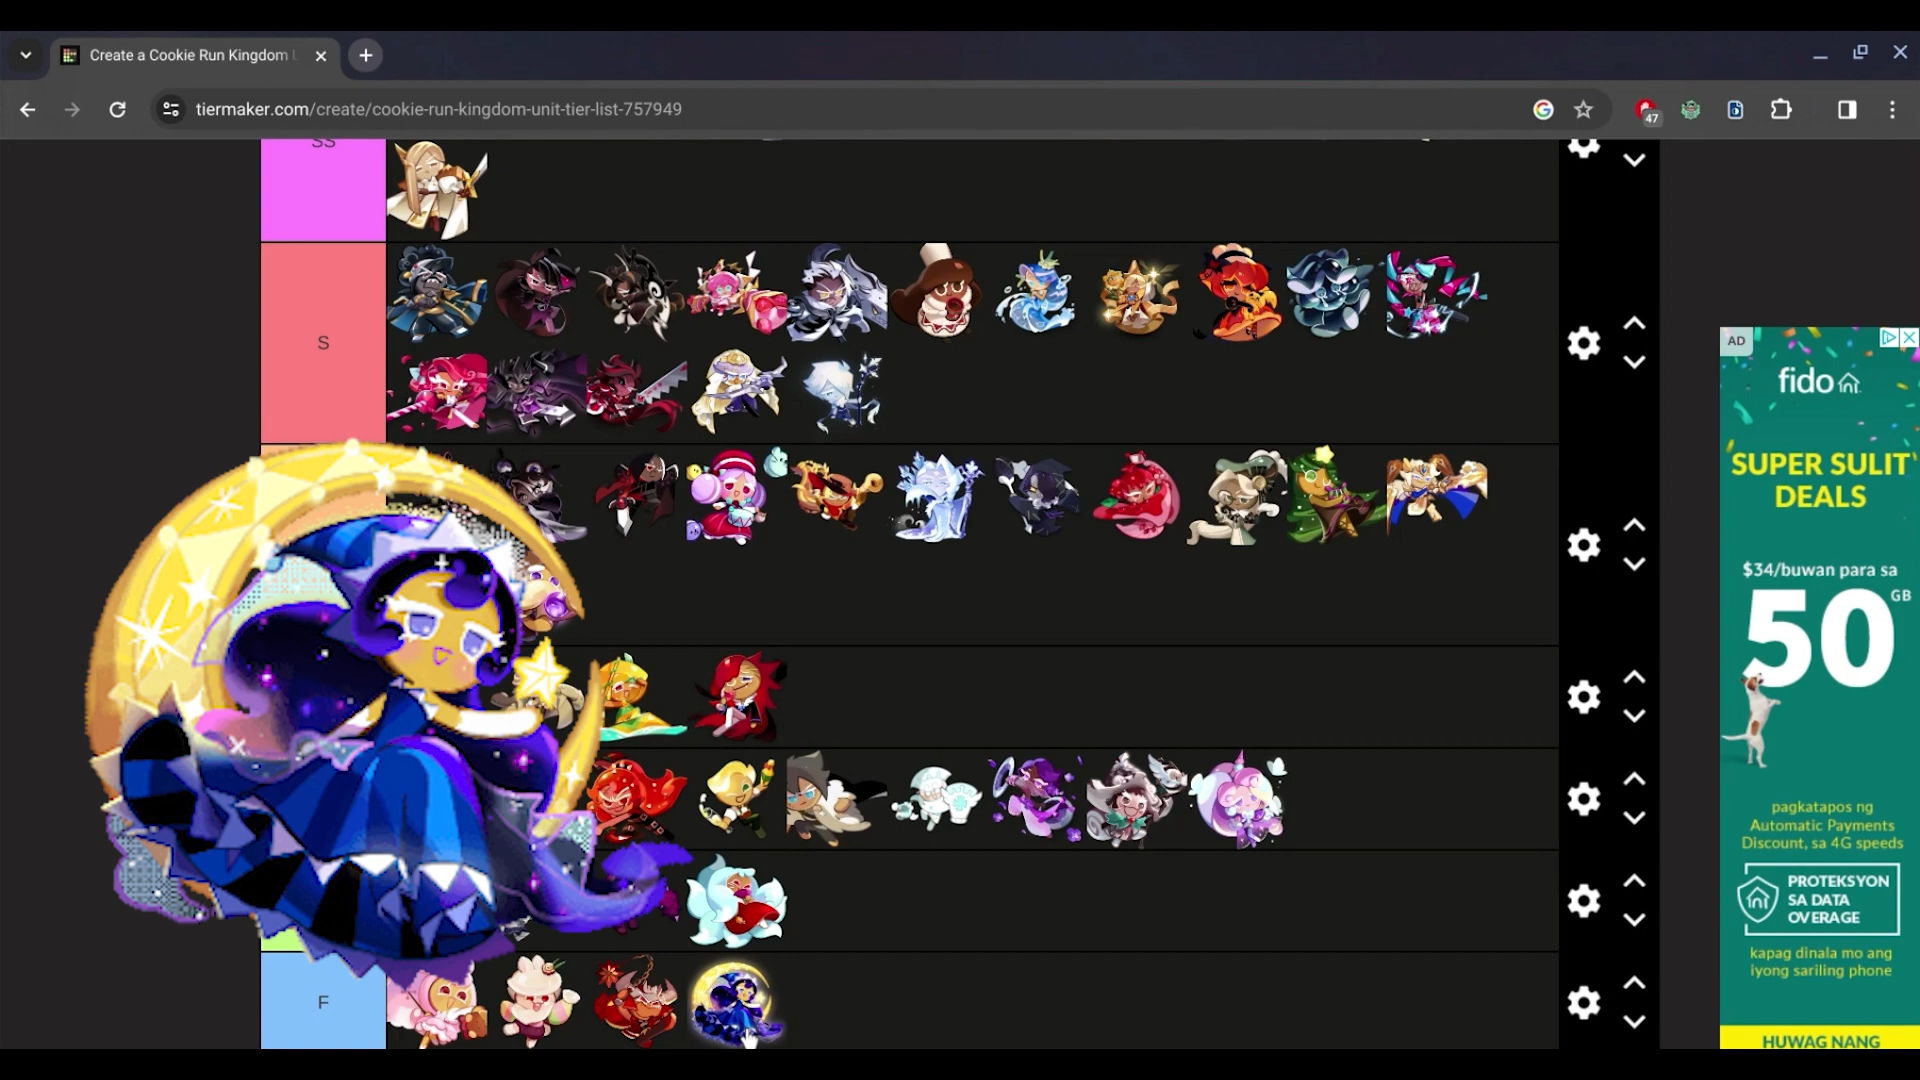 Create a Cookie Run Kingdom U
tiermaker.com/create/cookie-run-kingdom-unit-tier-list-757949
47
SS
S
F
AD
fido
SUPER SULIT
DEALS
$34/buwan para sa
50 GB
pagkatapos ng
Automatic Payments
Discount, sa 4G speeds
PROTEKSYON
SA DATA
OVERAGE
kapag dinala mo ang
iyong sariling phone
HUWAG NANG